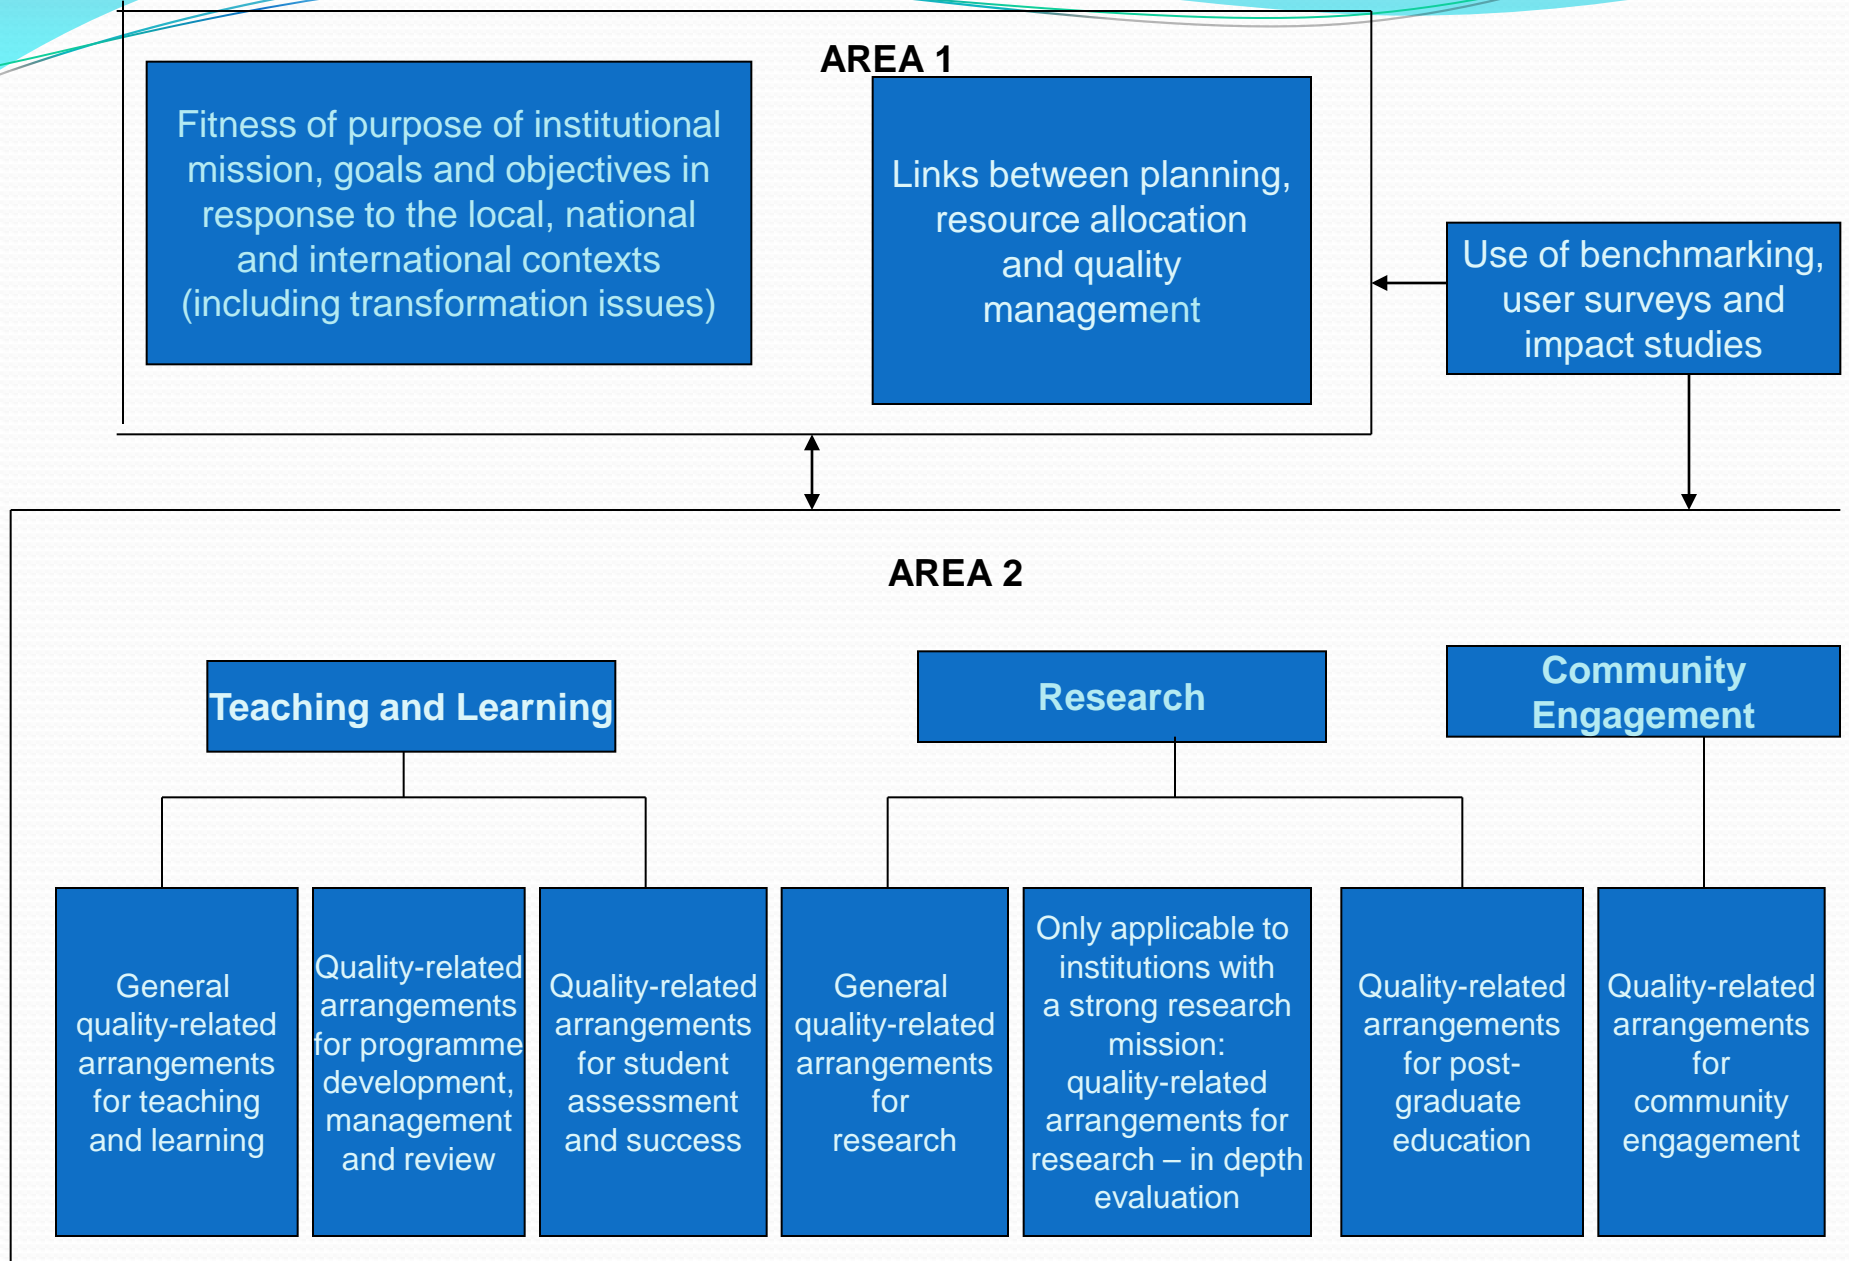 AREA 1
Fitness of purpose of institutional
mission, goals and objectives in
response to the local, national
and international contexts
(including transformation issues)
Links between planning,
resource allocation
and quality
management
Use of benchmarking,
user surveys and
impact studies
AREA 2
Teaching and Learning
Research
Community
Engagement
General
quality-related
arrangements
for teaching
and learning
Quality-related
arrangements
for programme
development,
management
and review
Quality-related
arrangements
for student
assessment
and success
General
quality-related
arrangements
for
research
Only applicable to
institutions with
a strong research
mission:
quality-related
arrangements for
research – in depth
evaluation
Quality-related
arrangements
for post-
graduate
education
Quality-related
arrangements
for
community
engagement